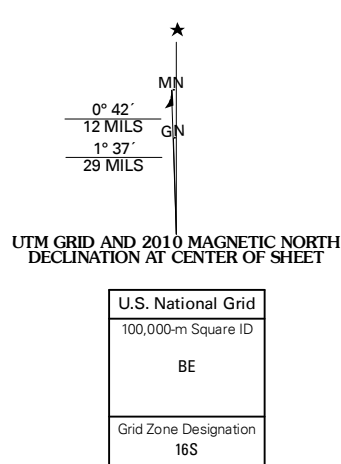 MN
0° 42´
12 MILS
GN
1° 37´
29 MILS
UTM GRID AND 2010 MAGNETIC NORTH
DECLINATION AT CENTER OF SHEET
U.S. National Grid
100,000-m Square ID
BE
Grid Zone Designation
16S